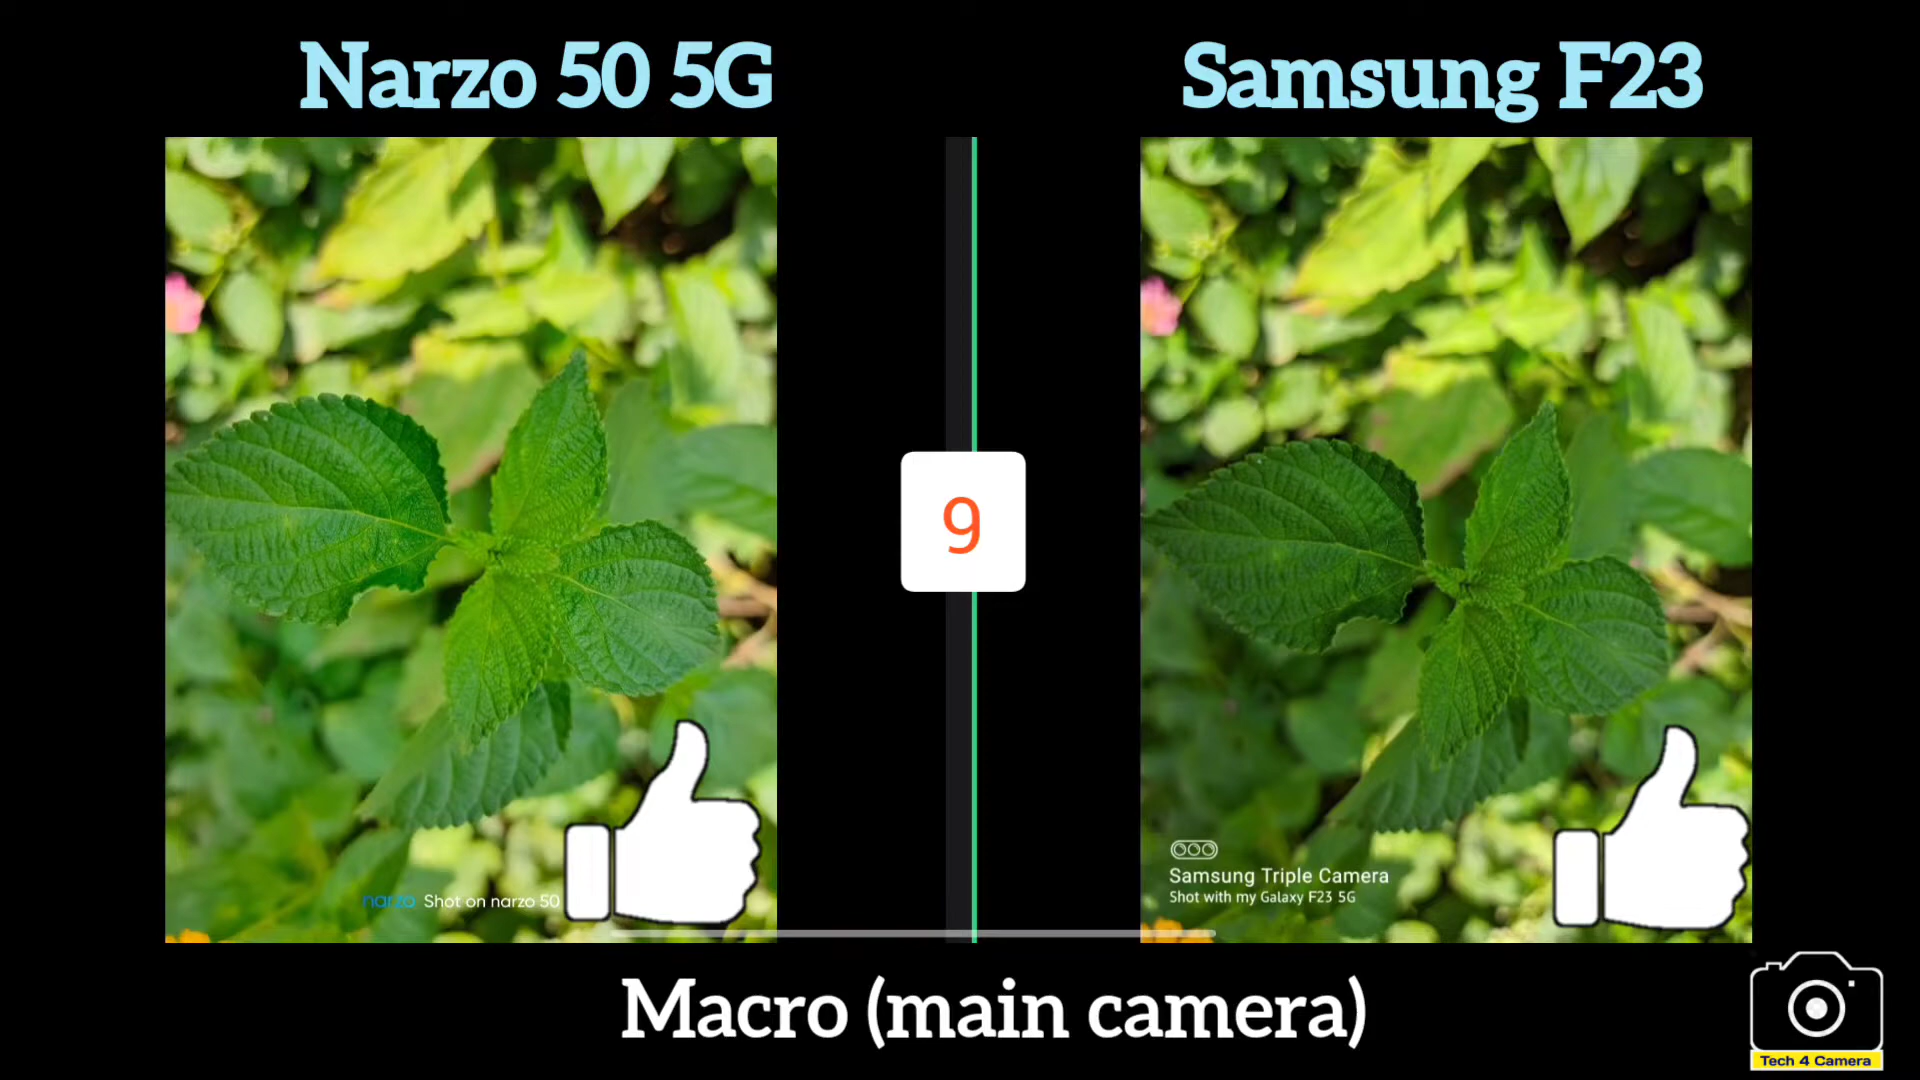 Narzo 50 5G
Samsung F23
9
narzo Shot on narzo 50
Samsung Triple Camera
Shot with my Galaxy F23 5G
Macro (main camera)
Tech 4 Camera